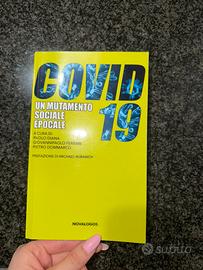 COVID
19
UN MUTAMENTO
SOCIALE
EPOCALE
A CURA DI
PAOLO DIANA
GIOVANNIPAOLO FERRARI
PIETRO DOMMARCO
PREFAZIONE DI MICHAEL BURAWOY
NOVALOGOS
subito